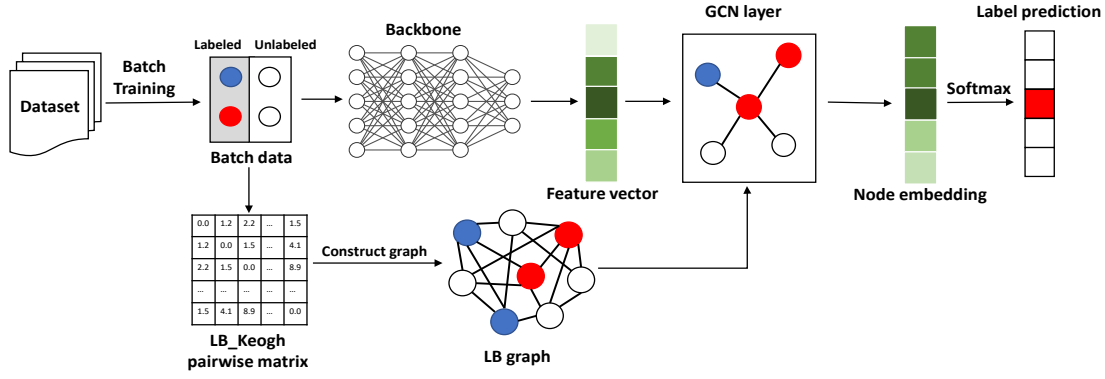 GCN layer
Label prediction
Backbone
Labeled Unlabeled
Batch
Training
Dataset
Softmax
Batch data
Feature vector
Node embedding
0.0 1.2 2.2 ... 1.5
1.2 0.0 1.5 ... 4.1
2.2 1.5 0.0 ... 8.9
... ... ... ... ...
1.5 4.1 8.9 ... 0.0
Construct graph
LB_Keogh
pairwise matrix
LB graph